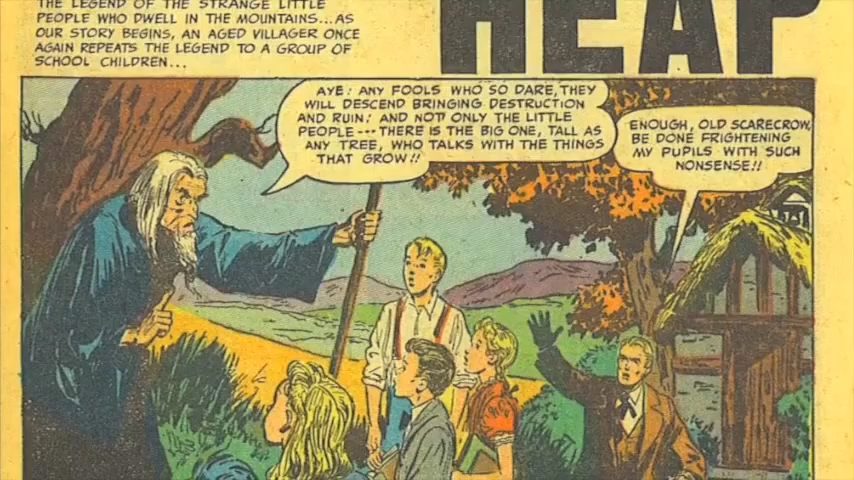 THE LEGEND OF THE STRANGE LITTLE
PEOPLE WHO DWELL IN THE MOUNTAINS...AS
OUR STORY BEGINS, AN AGED VILLAGER ONCE
AGAIN REPEATS THE LEGEND TO A GROUP OF
SCHOOL CHILDREN...
HEAP
AYE! ANY FOOLS WHO SO DARE, THEY
WILL DESCEND BRINGING DESTRUCTION
AND RUIN! AND NOT ONLY THE LITTLE
PEOPLE---THERE IS THE BIG ONE, TALL AS
ANY TREE, WHO TALKS WITH THE THINGS
THAT GROW!!
ENOUGH, OLD SCARECROW,
BE DONE FRIGHTENING
MY PUPILS WITH SUCH
NONSENSE!!